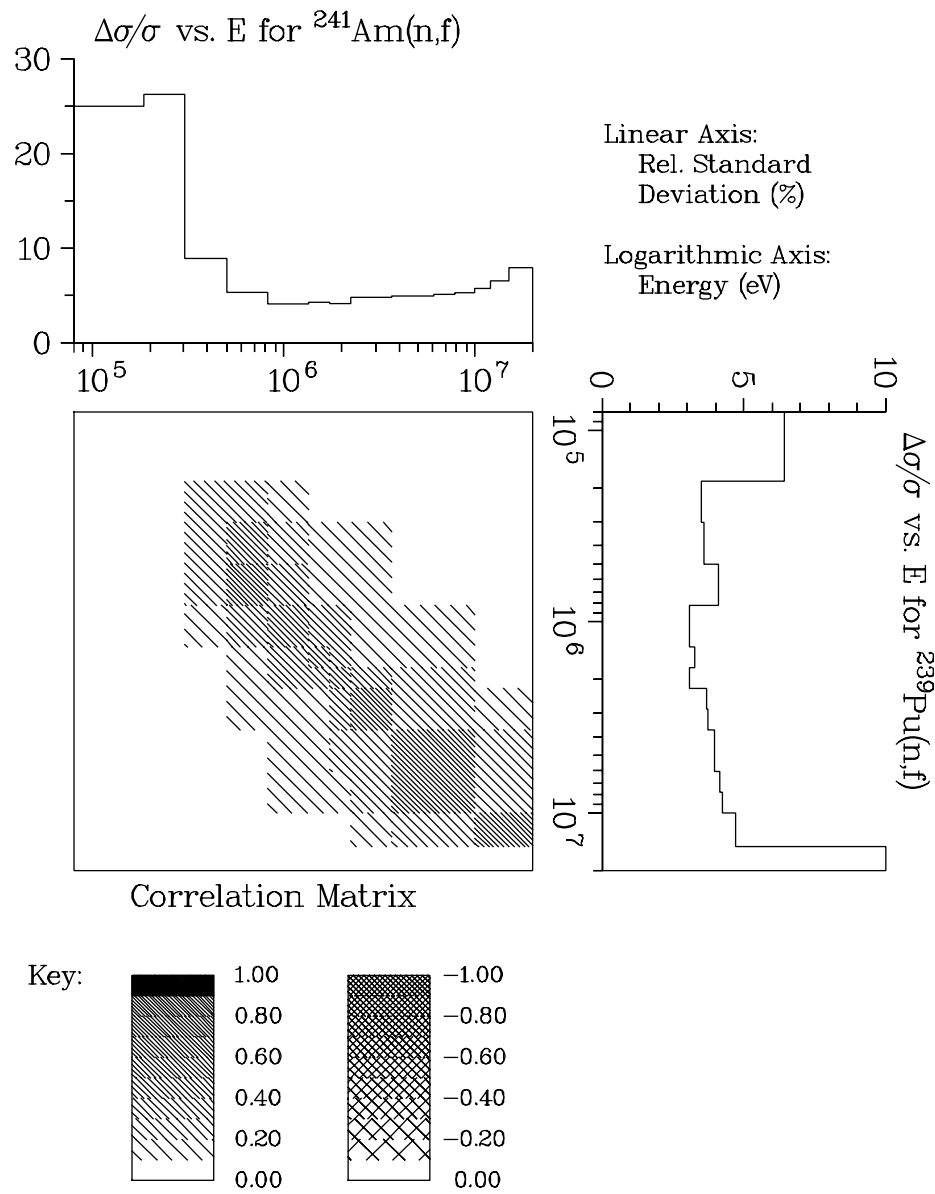 Δσ/σ vs. E for ²⁴¹Am(n,f)
30
20
10
0
10⁵
10⁶
10⁷
Linear Axis:
Rel. Standard
Deviation (%)
Logarithmic Axis:
Energy (eV)
0
5
10
10⁵
10⁶
10⁷
Δσ/σ vs. E for ²³⁹Pu(n,f)
Correlation Matrix
Key:
1.00
0.80
0.60
0.40
0.20
0.00
−1.00
−0.80
−0.60
−0.40
−0.20
0.00